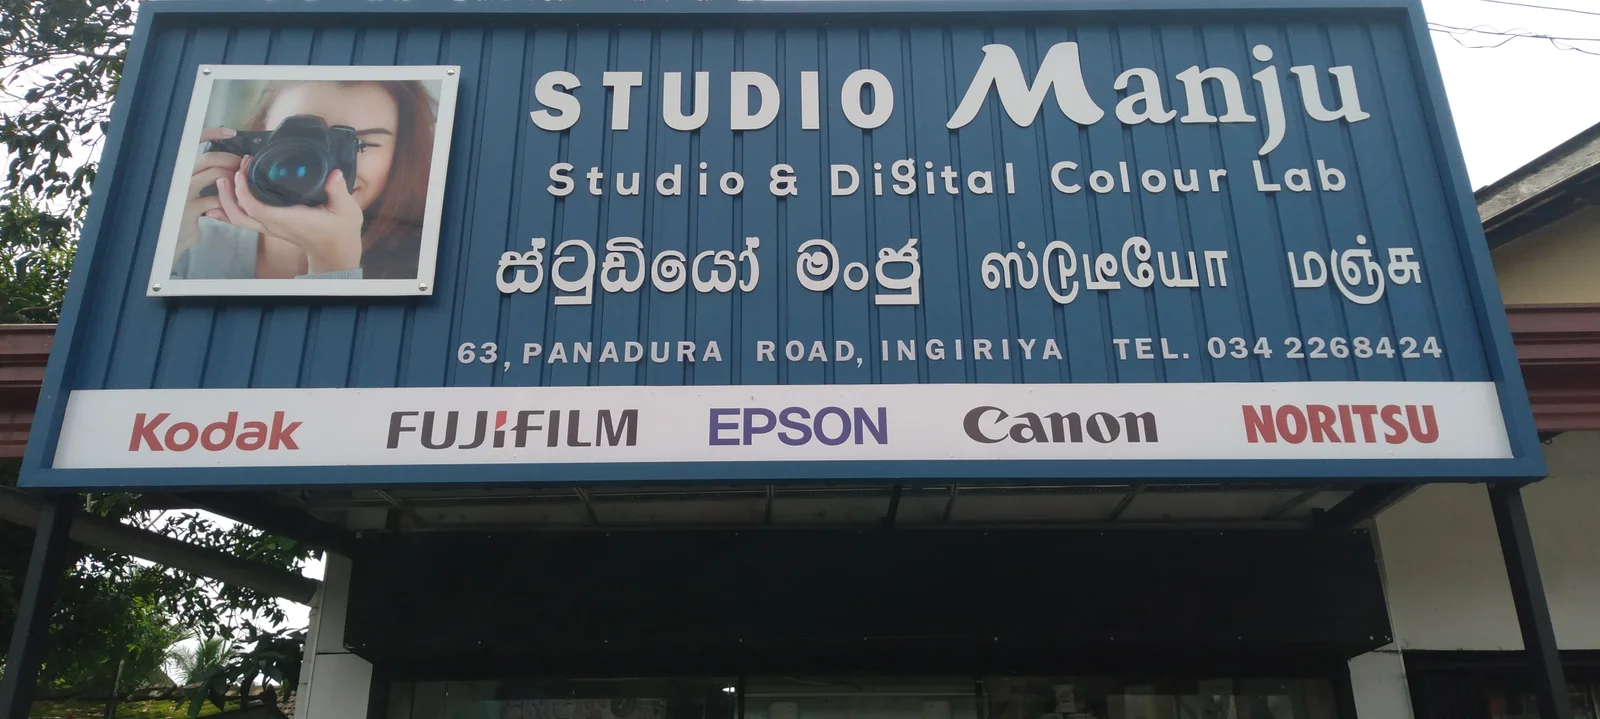 STUDIO Manju
Studio & Digital Colour Lab
ස්ටුඩියෝ මංජු ஸ்டுடீயோ மஞ்சு
63, PANADURA ROAD, INGIRIYA TEL. 034 2268424
Kodak FUJIFILM EPSON Canon NORITSU